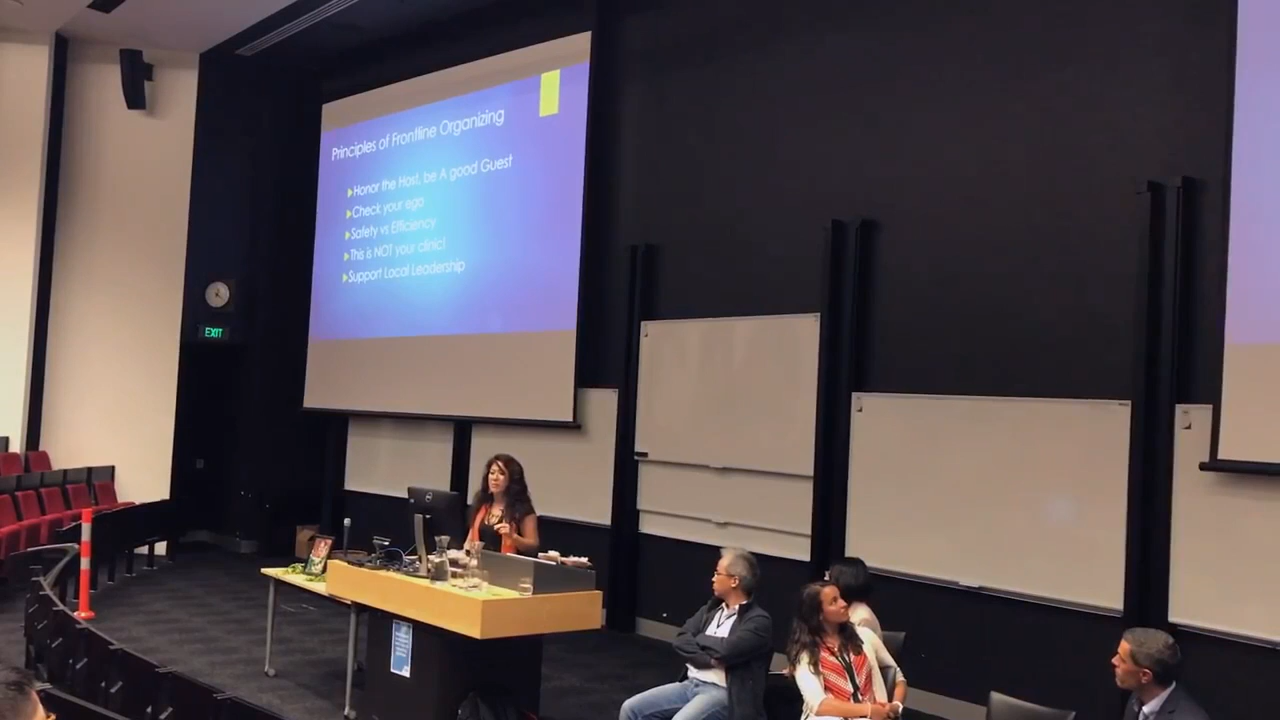 Principles of Frontline Organizing
Honor the Host, be A good Guest
Check your ego
Safety vs Efficiency
This is NOT your clinic!
Support Local Leadership
EXIT
DELL